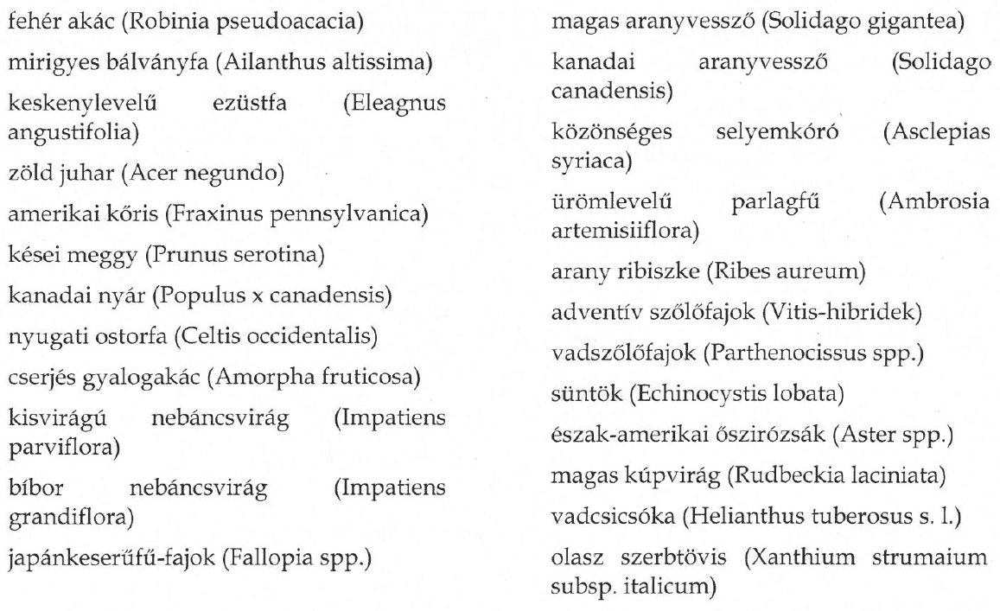 fehér akác (Robinia pseudoacacia)
mirigyes bálványfa (Ailanthus altissima)
keskenylevelű ezüstfa (Eleagnus
angustifolia)
zöld juhar (Acer negundo)
amerikai kőris (Fraxinus pennsylvanica)
kései meggy (Prunus serotina)
kanadai nyár (Populus x canadensis)
nyugati ostorfa (Celtis occidentalis)
cserjés gyalogakác (Amorpha fruticosa)
kisvirágú nebáncsvirág (Impatiens
parviflora)
bíbor nebáncsvirág (Impatiens
grandiflora)
japánkeserűfű-fajok (Fallopia spp.)
magas aranyvessző (Solidago gigantea)
kanadai aranyvessző (Solidago
canadensis)
közönséges selyemkóró (Asclepias
syriaca)
ürömlevelű parlagfű (Ambrosia
artemisiiflora)
arany ribiszke (Ribes aureum)
adventív szőlőfajok (Vitis-hibridek)
vadszőlőfajok (Parthenocissus spp.)
süntök (Echinocystis lobata)
észak-amerikai őszirózsák (Aster spp.)
magas kúpvirág (Rudbeckia laciniata)
vadcsicsóka (Helianthus tuberosus s. l.)
olasz szerbtövis (Xanthium strumaium
subsp. italicum)